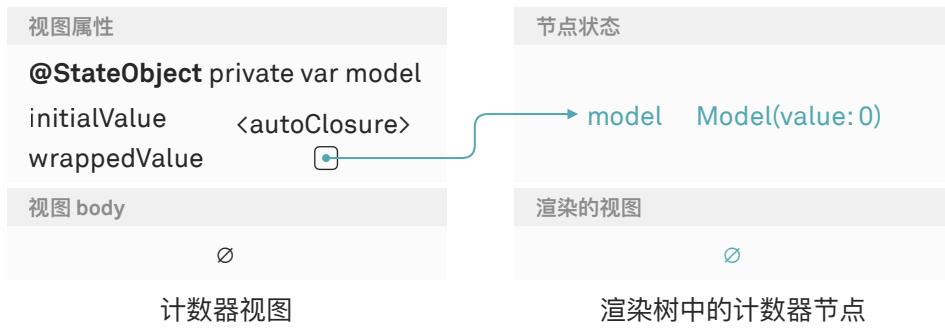 视图属性
@StateObject private var model
initialValue <autoClosure>
wrappedValue
视图 body
∅
计数器视图
节点状态
model Model(value: 0)
渲染的视图
∅
渲染树中的计数器节点